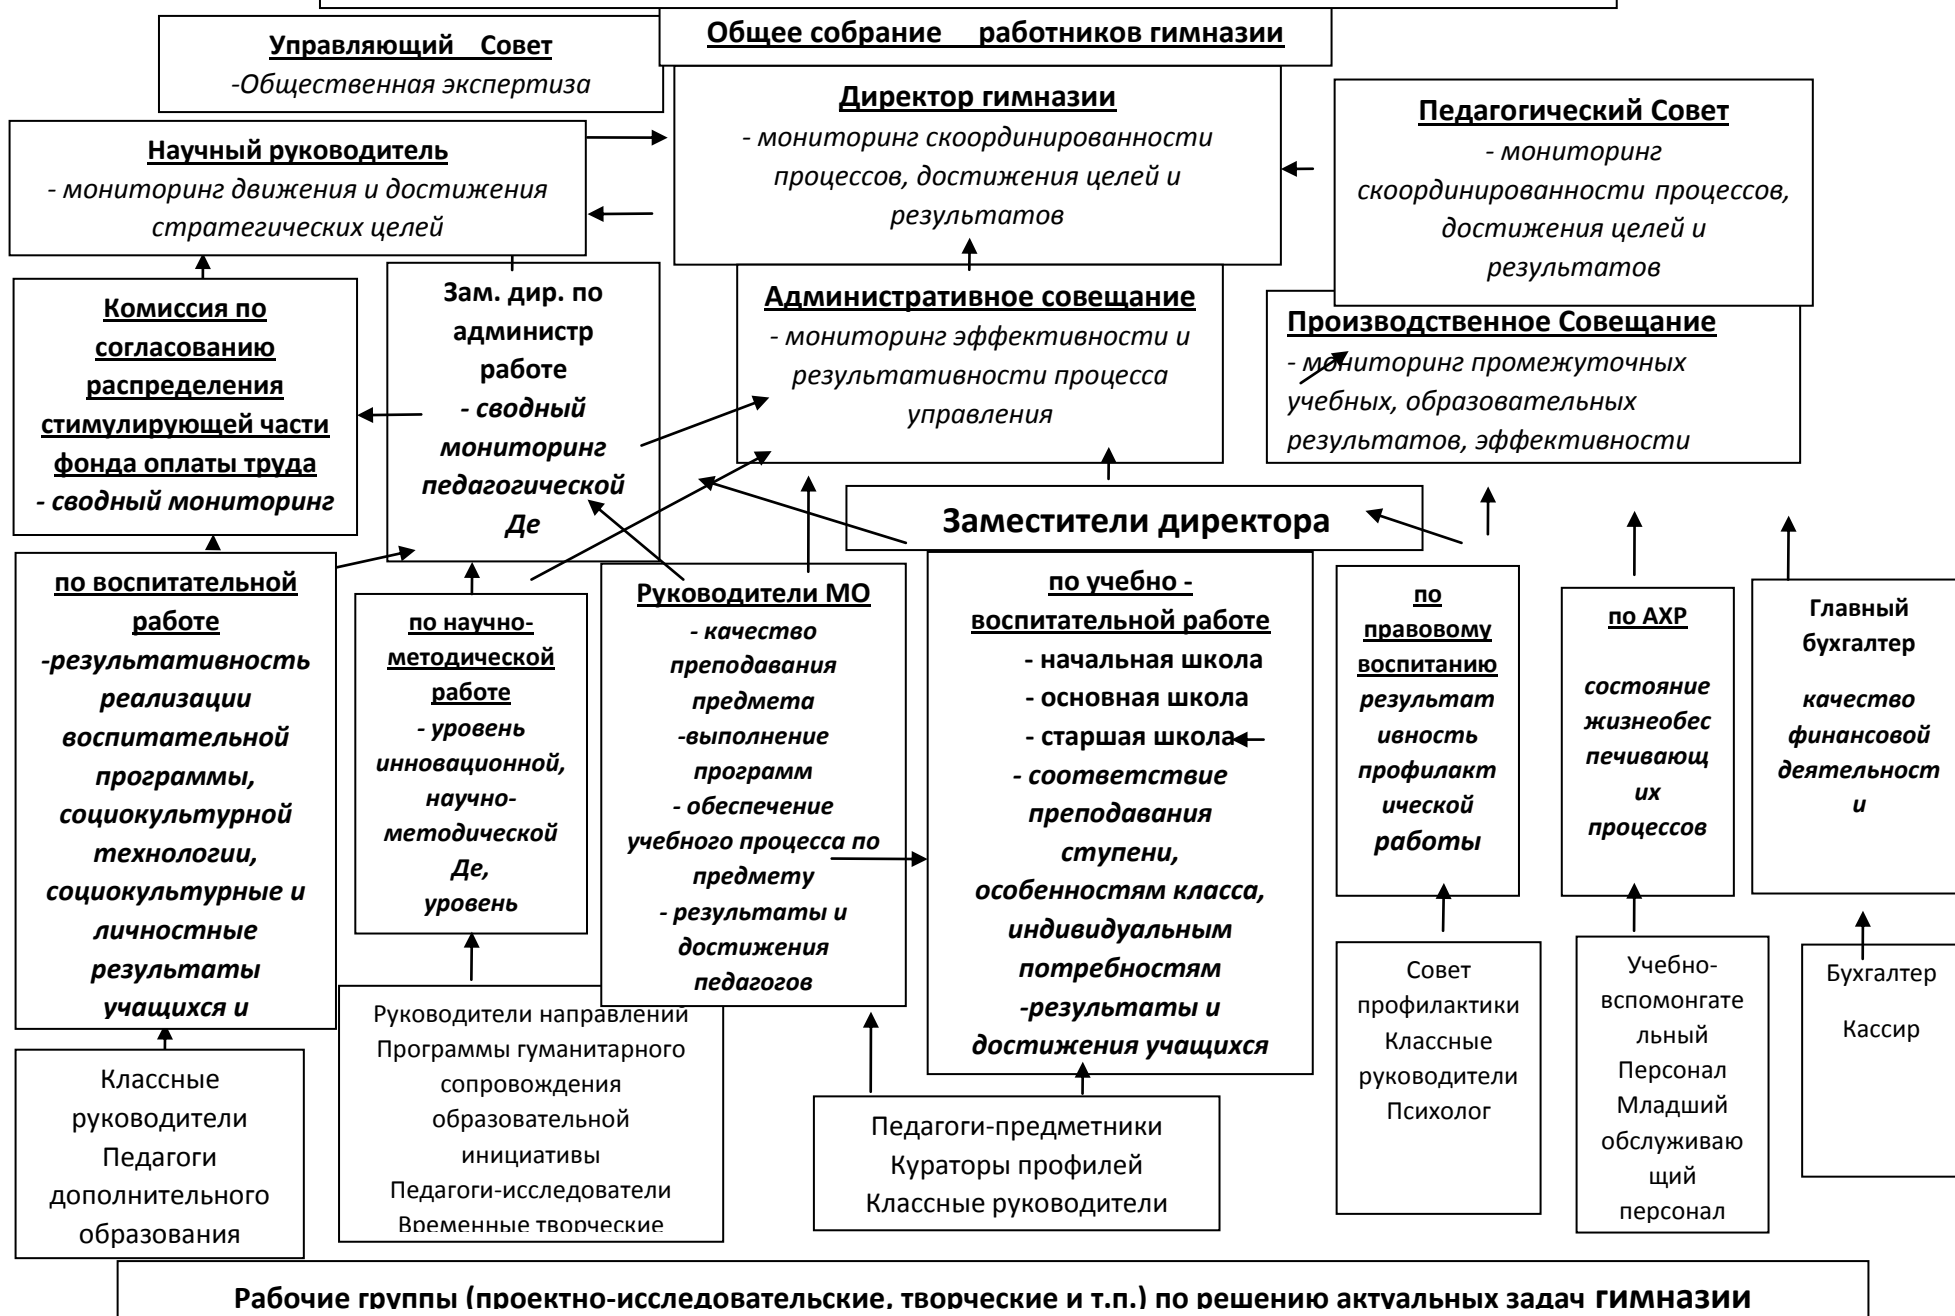 Общее собрание работников гимназии
Управляющий Совет
-Общественная экспертиза
Директор гимназии
- мониторинг скоординированности
процессов, достижения целей и
результатов
Педагогический Совет
- мониторинг
скоординированности процессов,
достижения целей и
результатов
Научный руководитель
- мониторинг движения и достижения
стратегических целей
Комиссия по
согласованию
распределения
стимулирующей части
фонда оплаты труда
- сводный мониторинг
Зам. дир. по
администр
работе
- сводный
мониторинг
педагогической
Де
Административное совещание
- мониторинг эффективности и
результативности процесса
управления
Производственное Совещание
- мониторинг промежуточных
учебных, образовательных
результатов, эффективности
Заместители директора
по воспитательной
работе
-результативность
реализации
воспитательной
программы,
социокультурной
технологии,
социокультурные и
личностные
результаты
учащихся и
по научно-
методической
работе
- уровень
инновационной,
научно-
методической
Де,
уровень
Руководители МО
- качество
преподавания
предмета
-выполнение
программ
- обеспечение
учебного процесса по
предмету
- результаты и
достижения
педагогов
по учебно -
воспитательной работе
- начальная школа
- основная школа
- старшая школа
- соответствие
преподавания
ступени,
особенностям класса,
индивидуальным
потребностям
-результаты и
достижения учащихся
по
правовому
воспитанию
результат
ивность
профилакт
ической
работы
по АХР
состояние
жизнеобес
печивающ
их
процессов
Главный
бухгалтер
качество
финансовой
деятельност
и
Классные
руководители
Педагоги
дополнительного
образования
Руководители направлений
Программы гуманитарного
сопровождения
образовательной
инициативы
Педагоги-исследователи
Временные творческие
Педагоги-предметники
Кураторы профилей
Классные руководители
Совет
профилактики
Классные
руководители
Психолог
Учебно-
вспомонгате
льный
Персонал
Младший
обслуживаю
щий
персонал
Бухгалтер
Кассир
Рабочие группы (проектно-исследовательские, творческие и т.п.) по решению актуальных задач гимназии